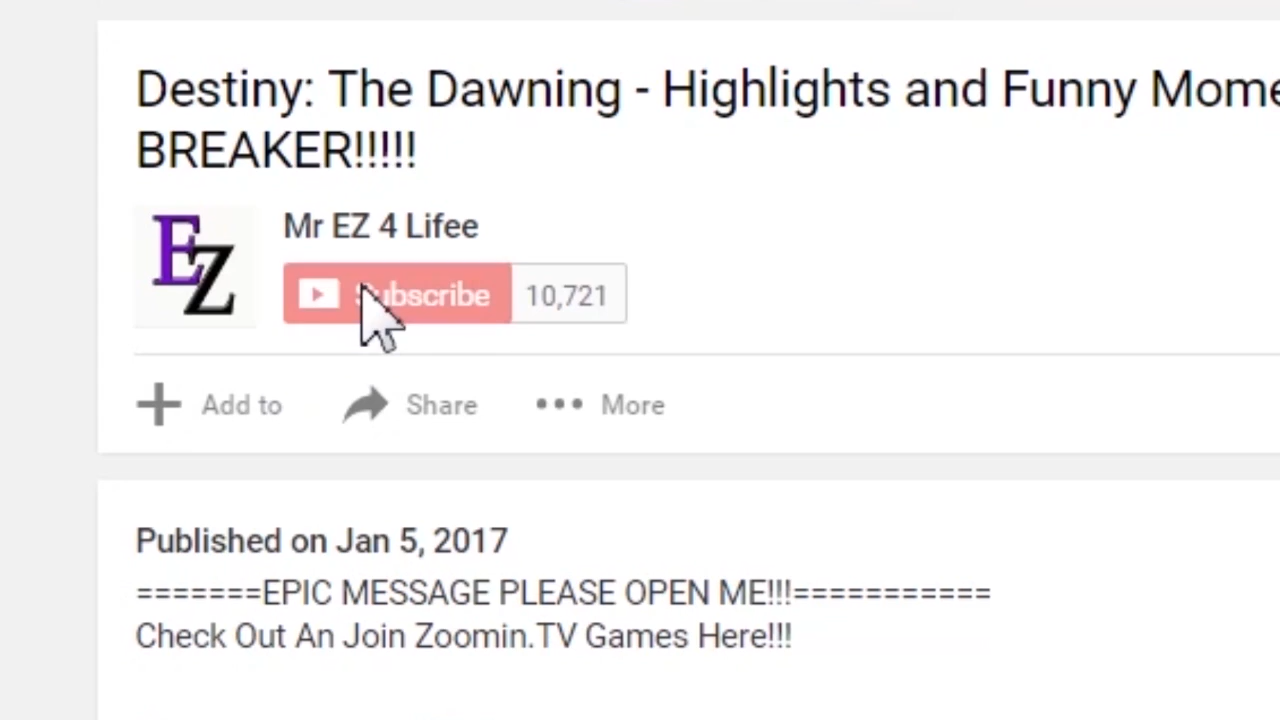 Destiny: The Dawning - Highlights and Funny Mome
BREAKER!!!!!
EZ
Mr EZ 4 Lifee
Subscribe 10,721
Add to Share More
Published on Jan 5, 2017
=======EPIC MESSAGE PLEASE OPEN ME!!!===========
Check Out An Join Zoomin.TV Games Here!!!